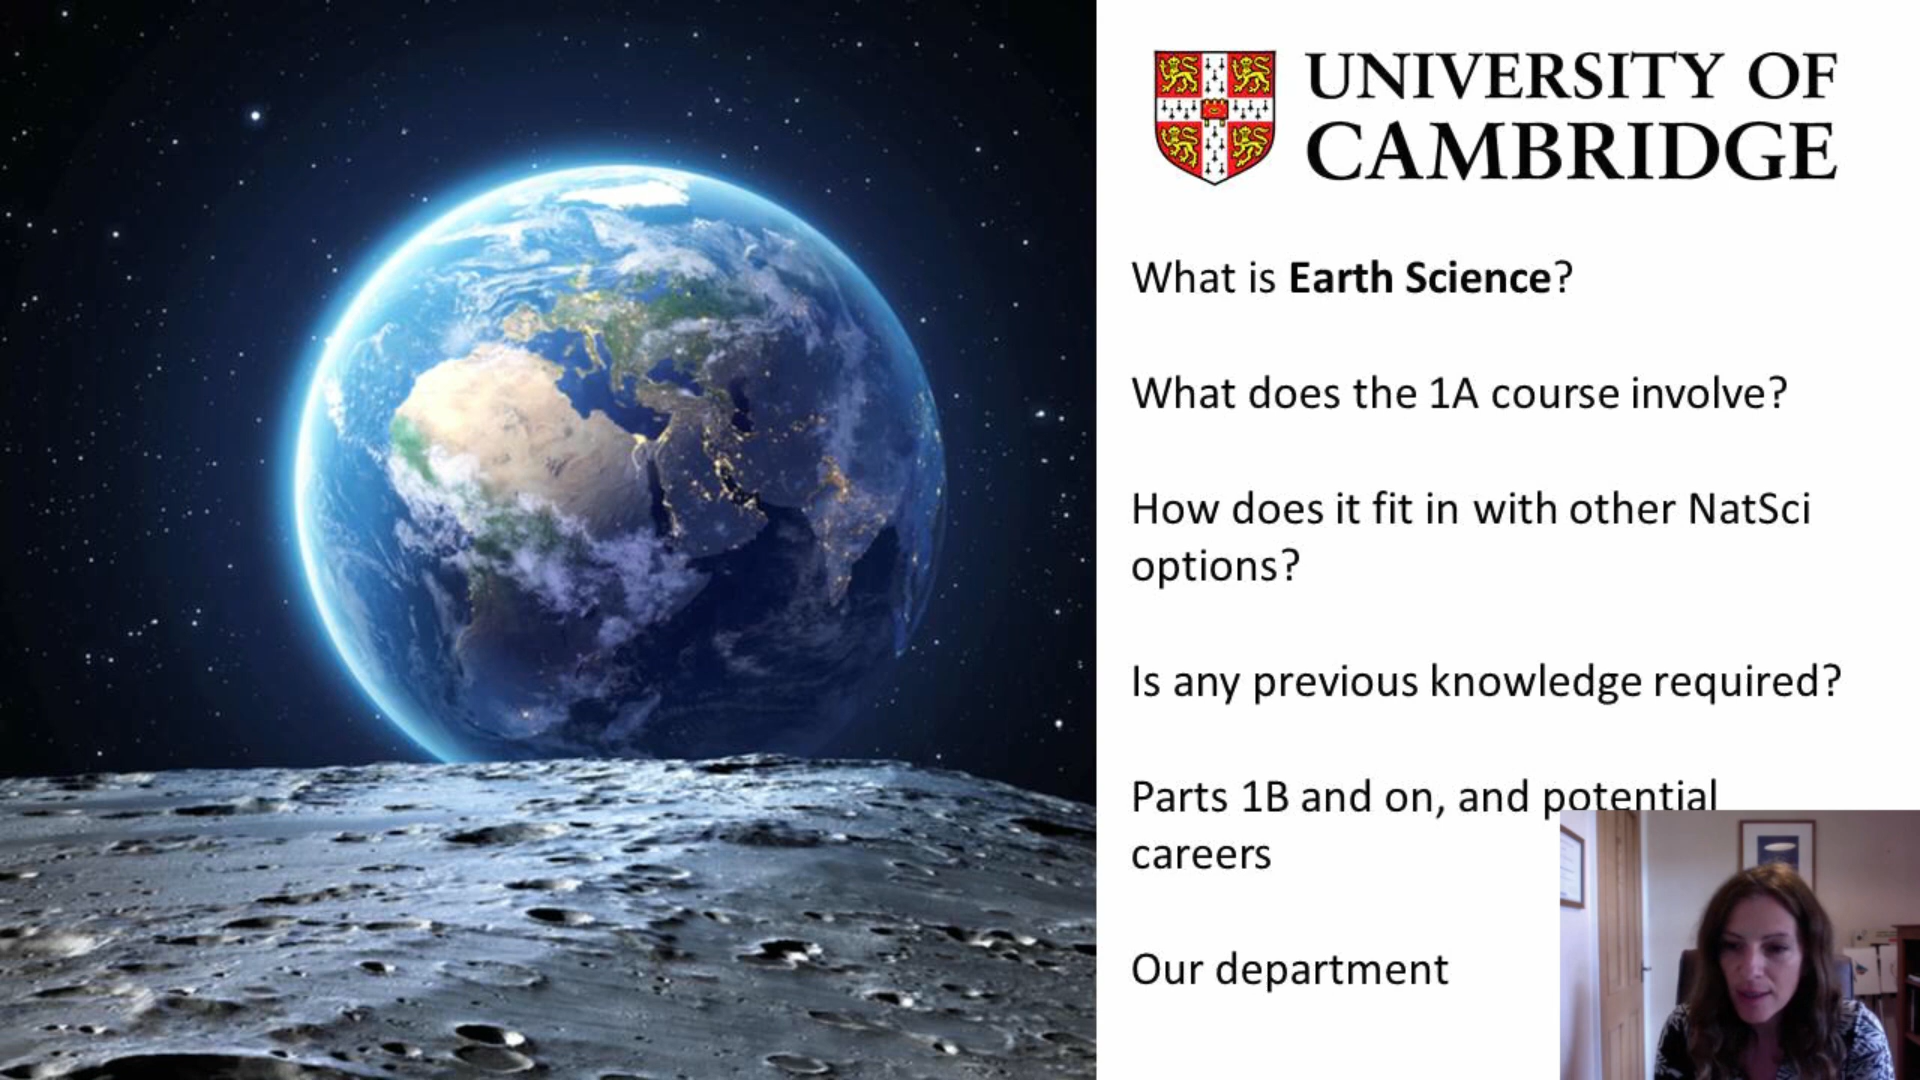 UNIVERSITY OF
CAMBRIDGE
What is Earth Science?
What does the 1A course involve?
How does it fit in with other NatSci
options?
Is any previous knowledge required?
Parts 1B and on, and potential
careers
Our department